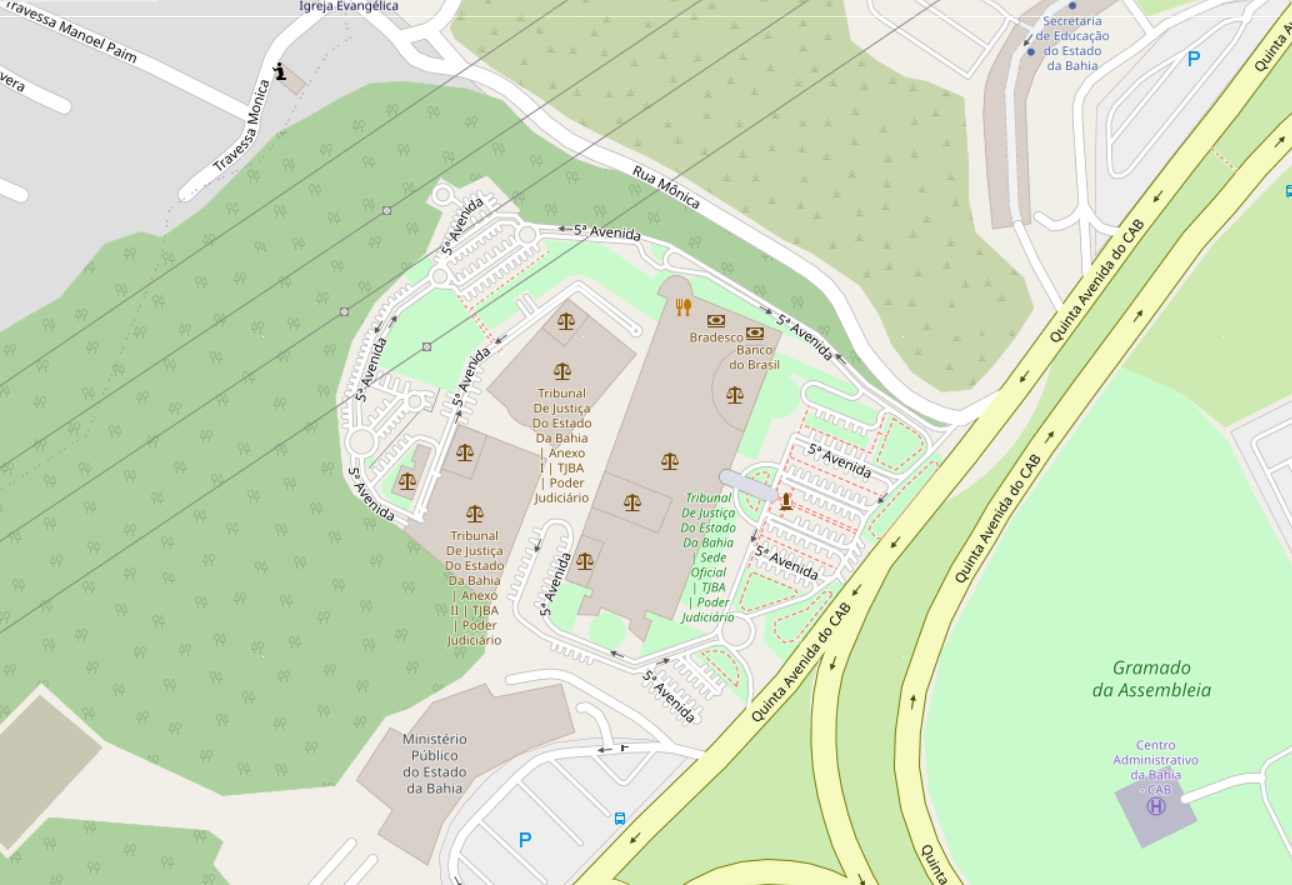 Igreja Evangélica
Travessa Manoel Paim
vera
Travessa Monica
Secretaria
de Educação
do Estado
da Bahia
P
Quinta Av
Rua Mônica
5ª Avenida
5ª Avenida
Quinta Avenida do CAB
5ª Avenida
Bradesco
Banco
do Brasil
5ª Avenida
5ª Avenida
Tribunal
De Justiça
Do Estado
Da Bahia
| Anexo
I | TJBA
| Poder
Judiciário
5ª Avenida
5ª Avenida
Tribunal
De Justiça
Do Estado
Da Bahia
| Sede
Oficial
| TJBA
| Poder
Judiciário
Quinta Avenida do CAB
Tribunal
De Justiça
Do Estado
Da Bahia
| Anexo
II | TJBA
| Poder
Judiciário
5ª Avenida
5ª Avenida
Quinta Avenida do CAB
5ª Avenida
Gramado
da Assembleia
Ministério
Público
do Estado
da Bahia
Centro
Administrativo
da Bahia
- CAB
H
P
Quinta